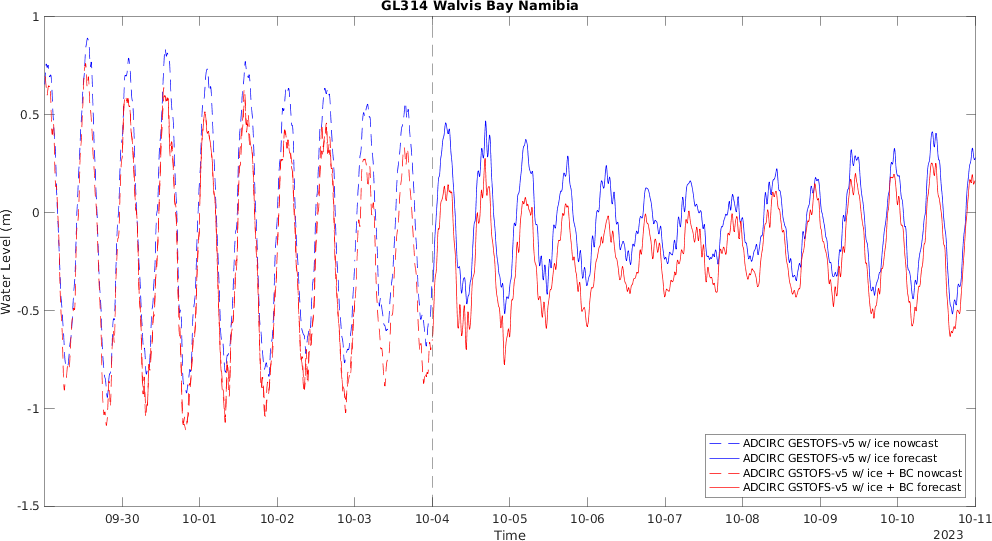 GL314 Walvis Bay Namibia
1
0.5
0
-0.5
-1
-1.5
Water Level (m)
09-30 10-01 10-02 10-03 10-04 10-05 10-06 10-07 10-08 10-09 10-10 10-11
Time
2023
ADCIRC GESTOFS-v5 w/ ice nowcast
ADCIRC GESTOFS-v5 w/ ice forecast
ADCIRC GSTOFS-v5 w/ ice + BC nowcast
ADCIRC GSTOFS-v5 w/ ice + BC forecast